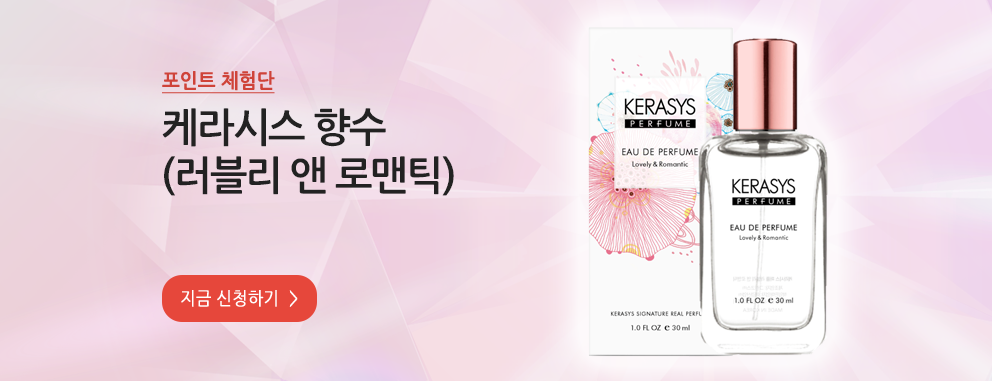 포인트 체험단
케라시스 향수
(러블리 앤 로맨틱)
지금 신청하기 >
KERASYS
PERFUME
EAU DE PERFUME
Lovely & Romantic
KERASYS SIGNATURE REAL PERFU
1.0 FL OZ ℮ 30 ml
KERASYS
PERFUME
EAU DE PERFUME
Lovely & Romantic
1.0 FL OZ ℮ 30 ml